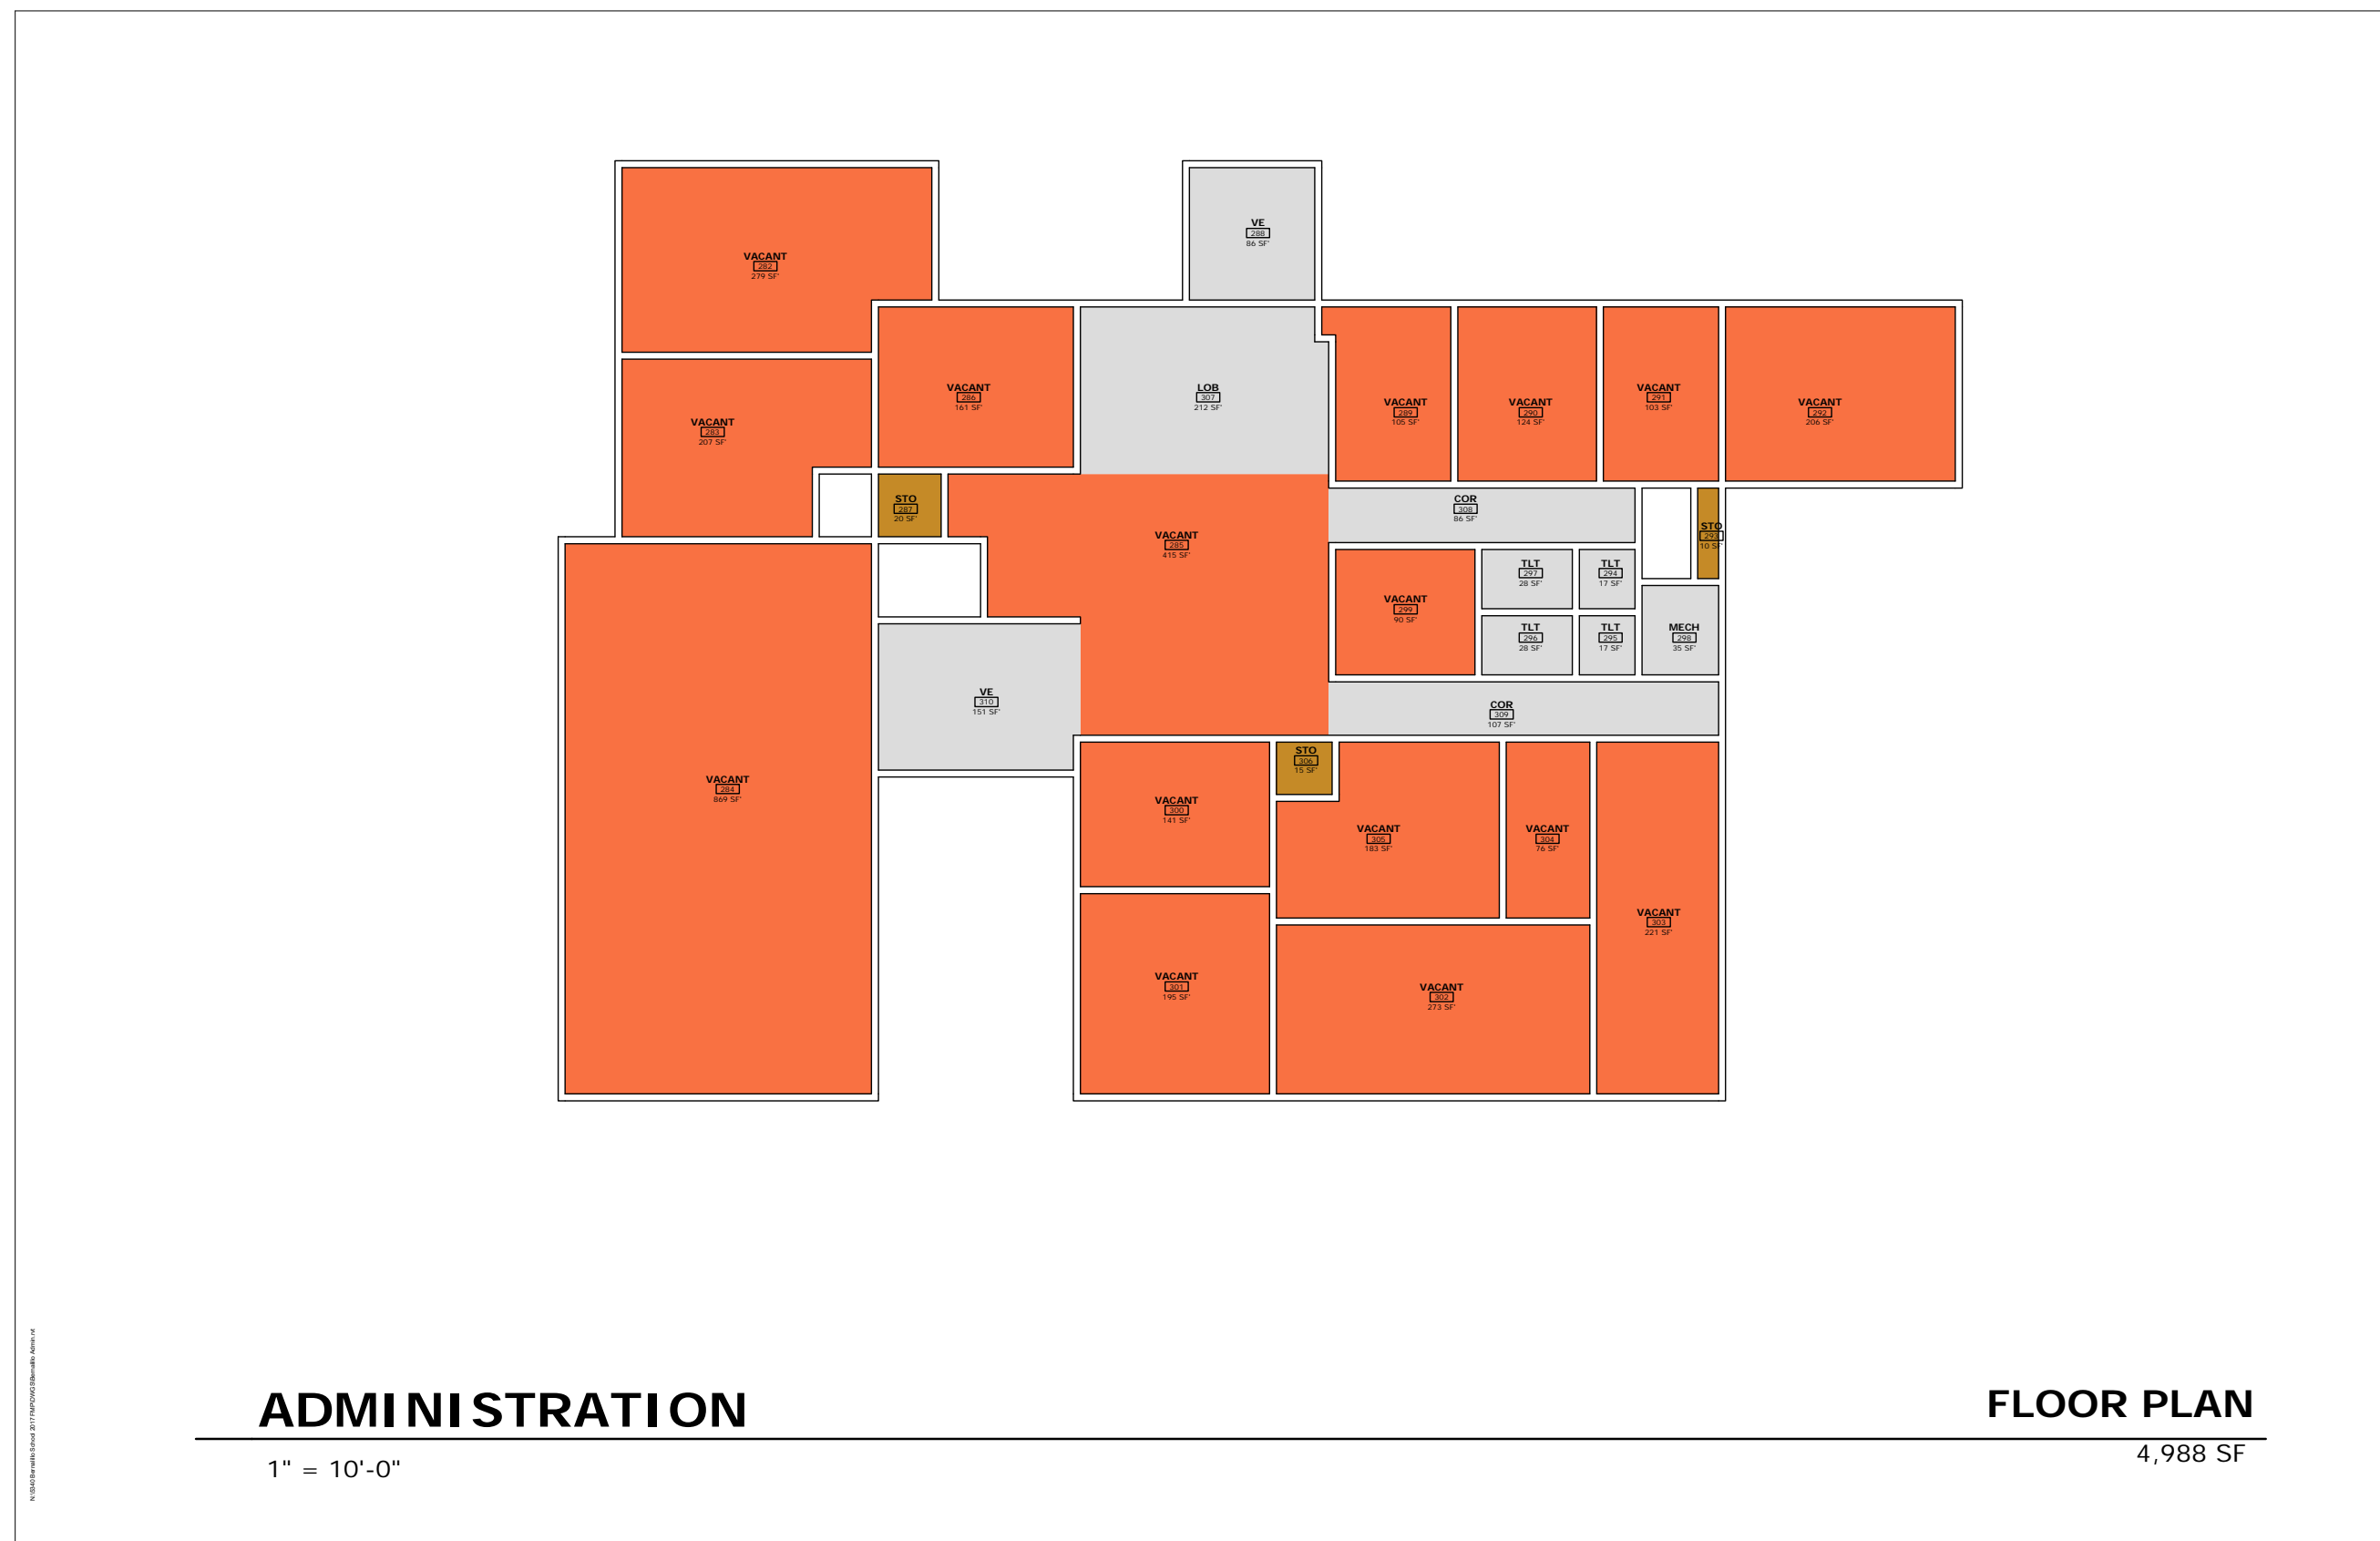 VE
288
86 SF'
VACANT
282
279 SF'
VACANT
286
161 SF'
LOB
307
212 SF'
VACANT
289
105 SF'
VACANT
290
124 SF'
VACANT
291
103 SF'
VACANT
292
206 SF'
VACANT
283
207 SF'
STO
287
20 SF'
VACANT
285
415 SF'
COR
308
86 SF'
STO
293
10 SF'
TLT
297
28 SF'
TLT
294
17 SF'
VACANT
299
90 SF'
TLT
296
28 SF'
TLT
295
17 SF'
MECH
298
35 SF'
VE
310
151 SF'
COR
309
107 SF'
STO
306
15 SF'
VACANT
284
869 SF'
VACANT
300
141 SF'
VACANT
305
183 SF'
VACANT
304
76 SF'
VACANT
303
221 SF'
VACANT
301
195 SF'
VACANT
302
273 SF'
ADMINISTRATION
1" = 10'-0"
FLOOR PLAN
4,988 SF